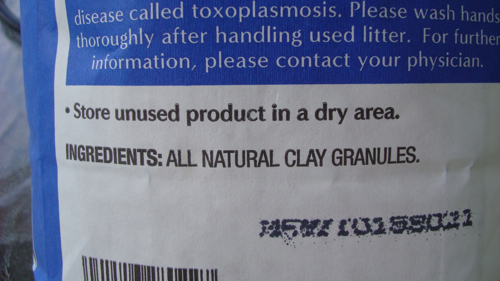 disease called toxoplasmosis. Please wash hands
thoroughly after handling used litter. For further
information, please contact your physician.
• Store unused product in a dry area.
INGREDIENTS: ALL NATURAL CLAY GRANULES.